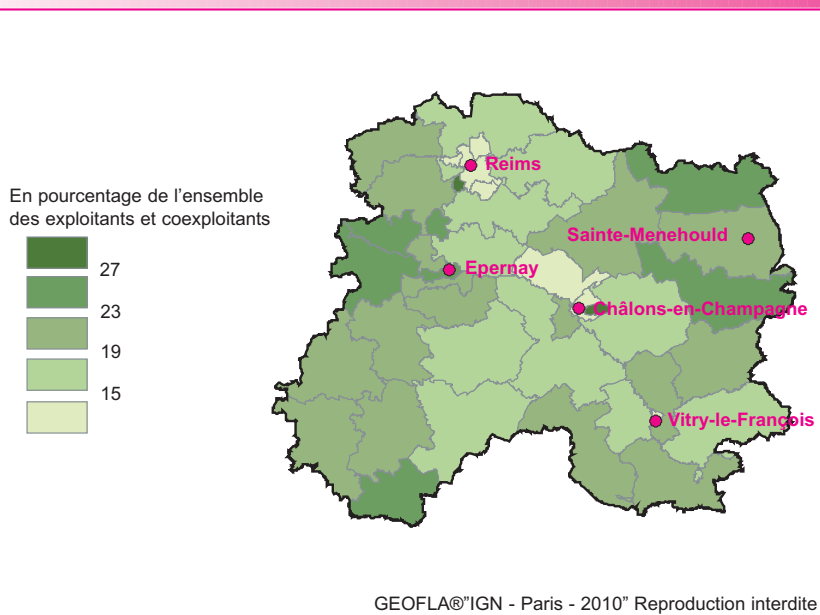 Reims
En pourcentage de l'ensemble
des exploitants et coexploitants
27
23
19
15
Sainte-Menehould
Epernay
Châlons-en-Champagne
Vitry-le-François
GEOFLA®"IGN - Paris - 2010" Reproduction interdite